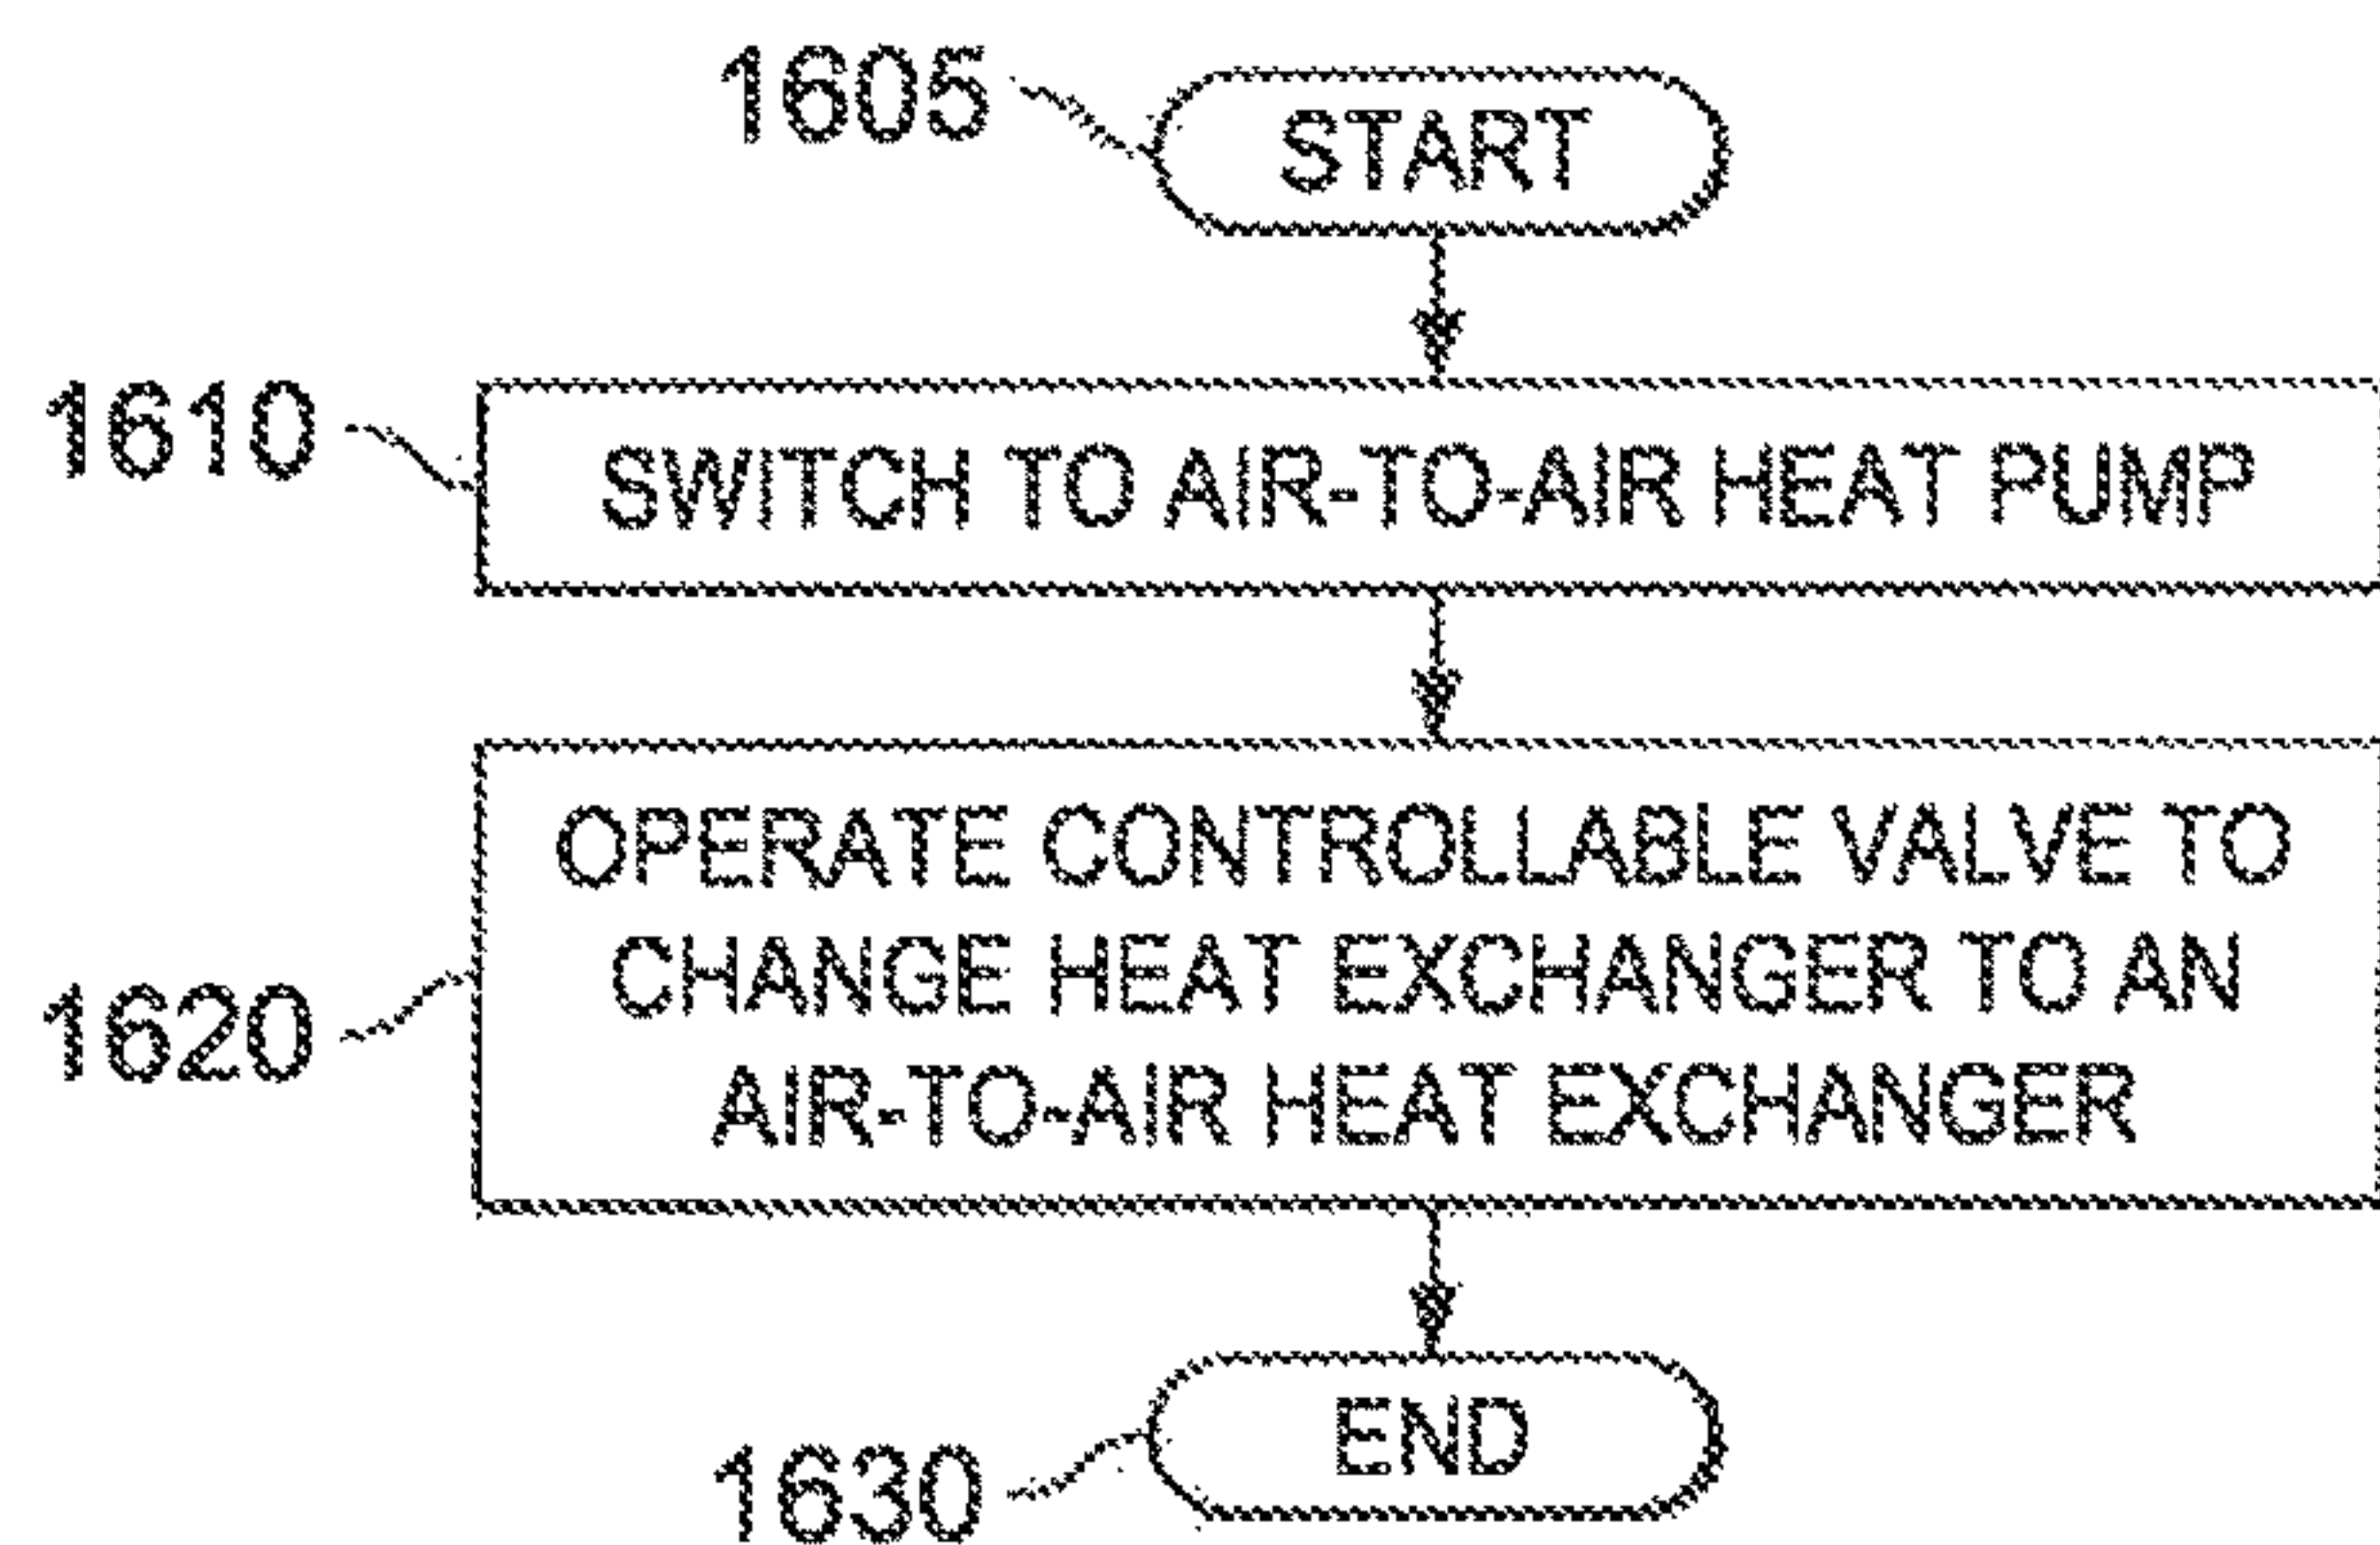 1605
START
1610
SWITCH TO AIR-TO-AIR HEAT PUMP
OPERATE CONTROLLABLE VALVE TO
CHANGE HEAT EXCHANGER TO AN
1620
AIR-TO-AIR HEAT EXCHANGER
END
1630